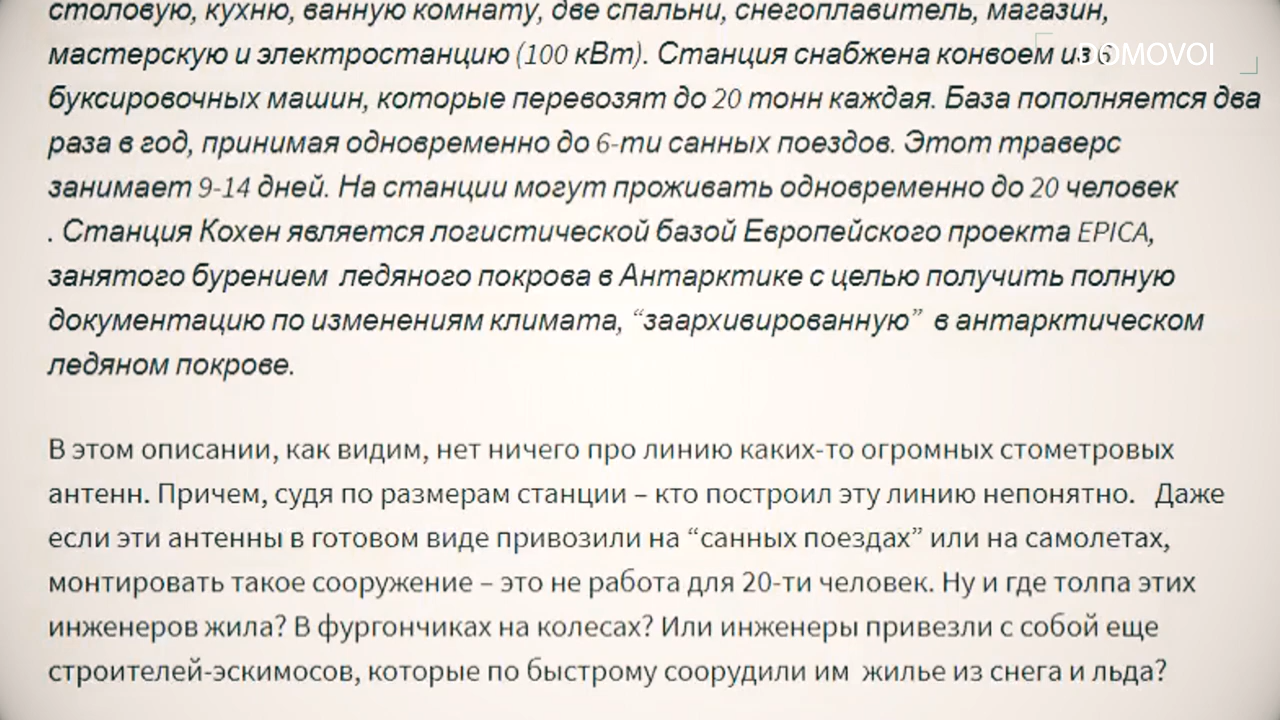 столовую, кухню, ванную комнату, две спальни, снегоплавитель, магазин,
мастерскую и электростанцию (100 кВт). Станция снабжена конвоем из 6
DOMOVOI
буксировочных машин, которые перевозят до 20 тонн каждая. База пополняется два
раза в год, принимая одновременно до 6-ти санных поездов. Этот траверс
занимает 9-14 дней. На станции могут проживать одновременно до 20 человек
. Станция Кохен является логистической базой Европейского проекта EPICA,
занятого бурением ледяного покрова в Антарктике с целью получить полную
документацию по изменениям климата, “заархивированную” в антарктическом
ледяном покрове.
В этом описании, как видим, нет ничего про линию каких-то огромных стометровых
антенн. Причем, судя по размерам станции – кто построил эту линию непонятно. Даже
если эти антенны в готовом виде привозили на “санных поездах” или на самолетах,
монтировать такое сооружение – это не работа для 20-ти человек. Ну и где толпа этих
инженеров жила? В фургончиках на колесах? Или инженеры привезли с собой еще
строителей-эскимосов, которые по быстрому соорудили им жилье из снега и льда?